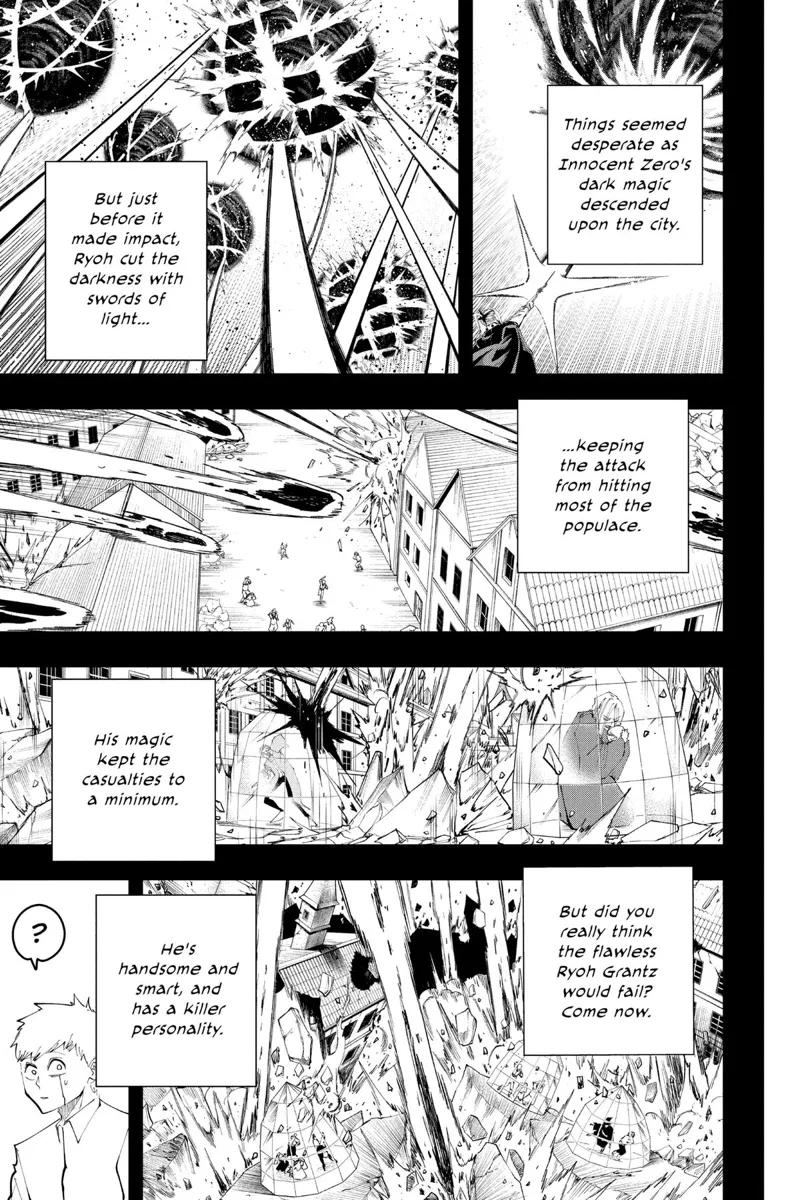 Things seemed
desperate as
Innocent Zero's
dark magic
descended
upon the city.
But just
before it
made impact,
Ryoh cut the
darkness with
swords of
light...
...keeping
the attack
from hitting
most of the
populace.
His magic
kept the
casualties to
a minimum.
But did you
really think
the flawless
Ryoh Grantz
would fail?
Come now.
He's
handsome and
smart, and
has a killer
personality.
?